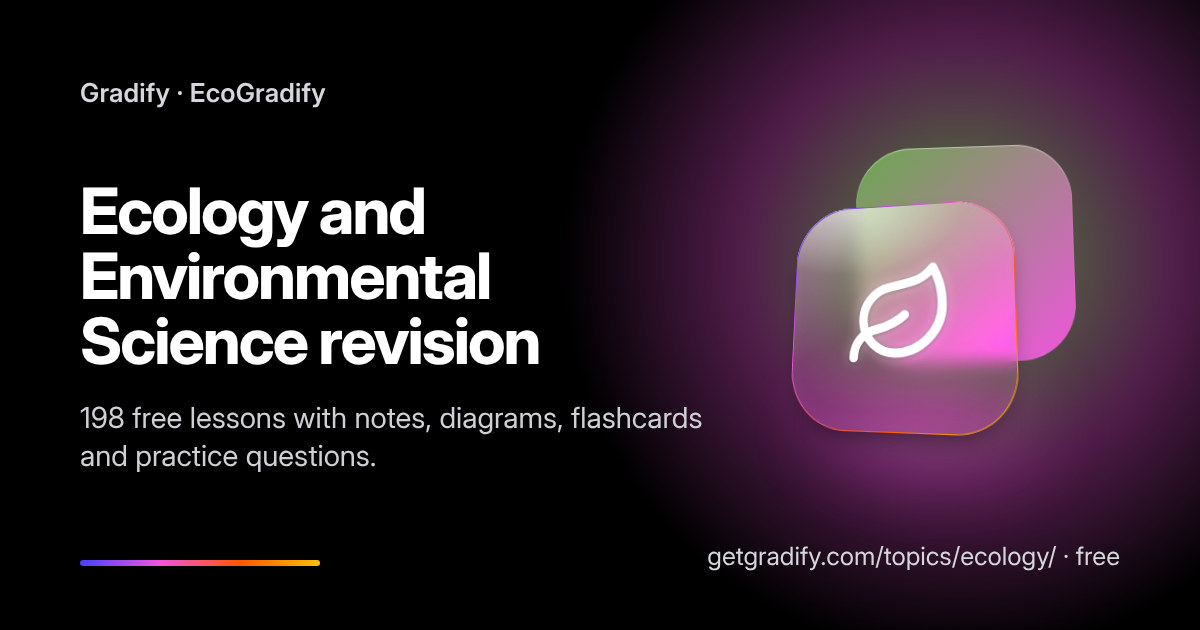 Gradify · EcoGradify
Ecology and
Environmental
Science revision
198 free lessons with notes, diagrams, flashcards
and practice questions.
getgradify.com/topics/ecology/ · free